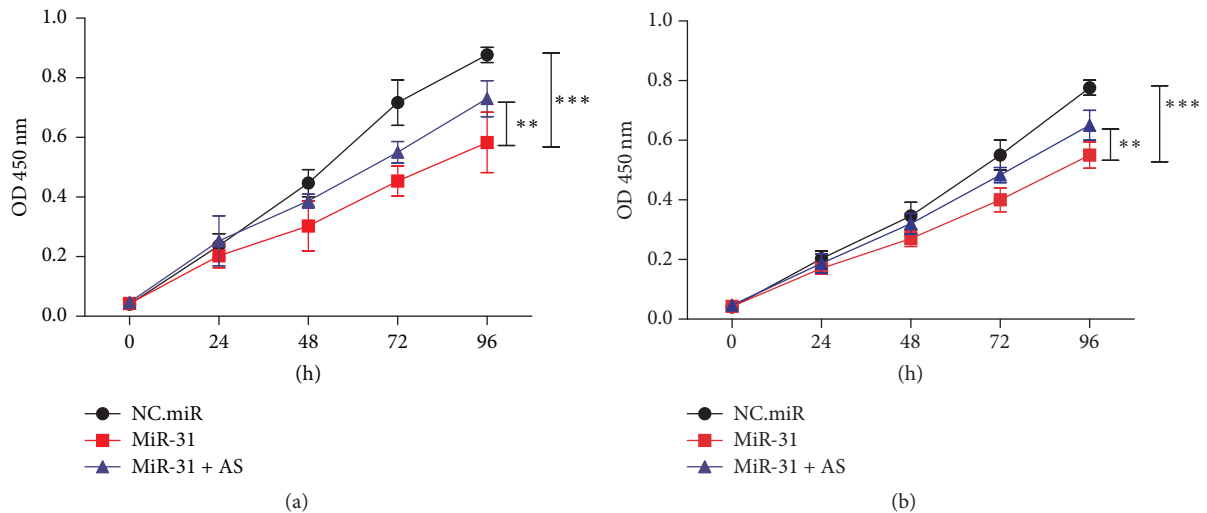 OD 450 nm
1.0
0.8
0.6
0.4
0.2
0.0
0 24 48 72 96
(h)
**
***
NC.miR
MiR-31
MiR-31 + AS
(a)
OD 450 nm
1.0
0.8
0.6
0.4
0.2
0.0
0 24 48 72 96
(h)
**
***
NC.miR
MiR-31
MiR-31 + AS
(b)